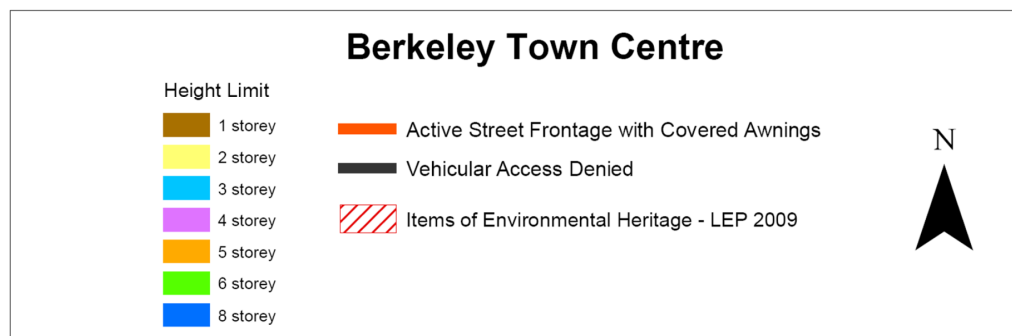 Berkeley Town Centre
Height Limit
1 storey
2 storey
3 storey
4 storey
5 storey
6 storey
8 storey
Active Street Frontage with Covered Awnings
Vehicular Access Denied
Items of Environmental Heritage - LEP 2009
N